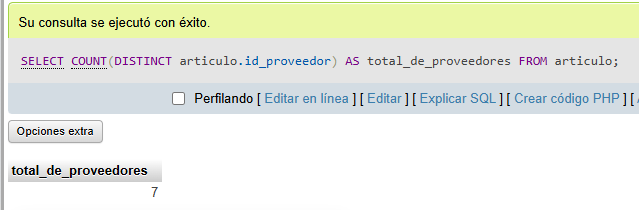 Su consulta se ejecutó con éxito.
SELECT COUNT(DISTINCT articulo.id_proveedor) AS total_de_proveedores FROM articulo;
Perfilando [ Editar en línea ] [ Editar ] [ Explicar SQL ] [ Crear código PHP ] [
Opciones extra
total_de_proveedores
7